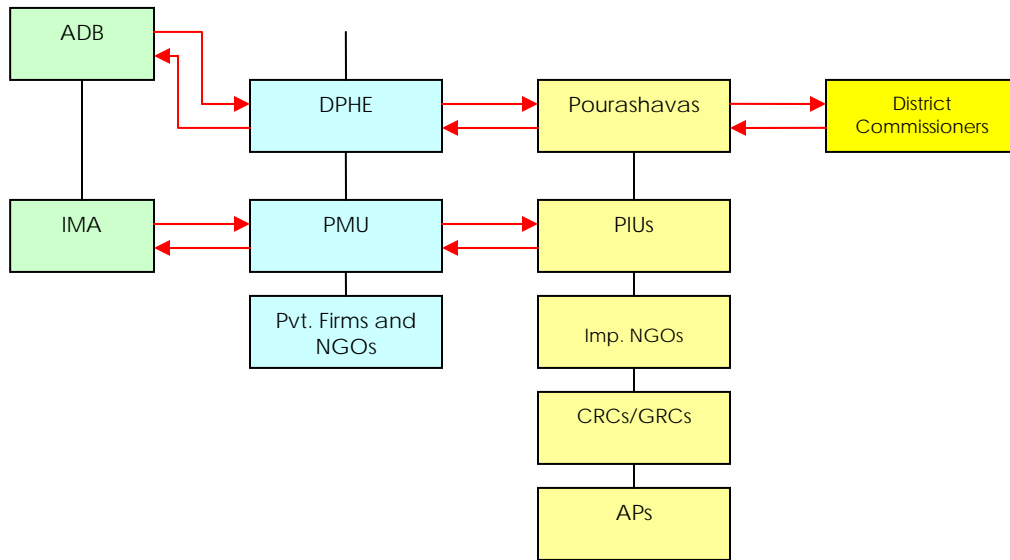 ADB
DPHE
Pourashavas
District
Commissioners
IMA
PMU
PIUs
Pvt. Firms and
NGOs
Imp. NGOs
CRCs/GRCs
APs